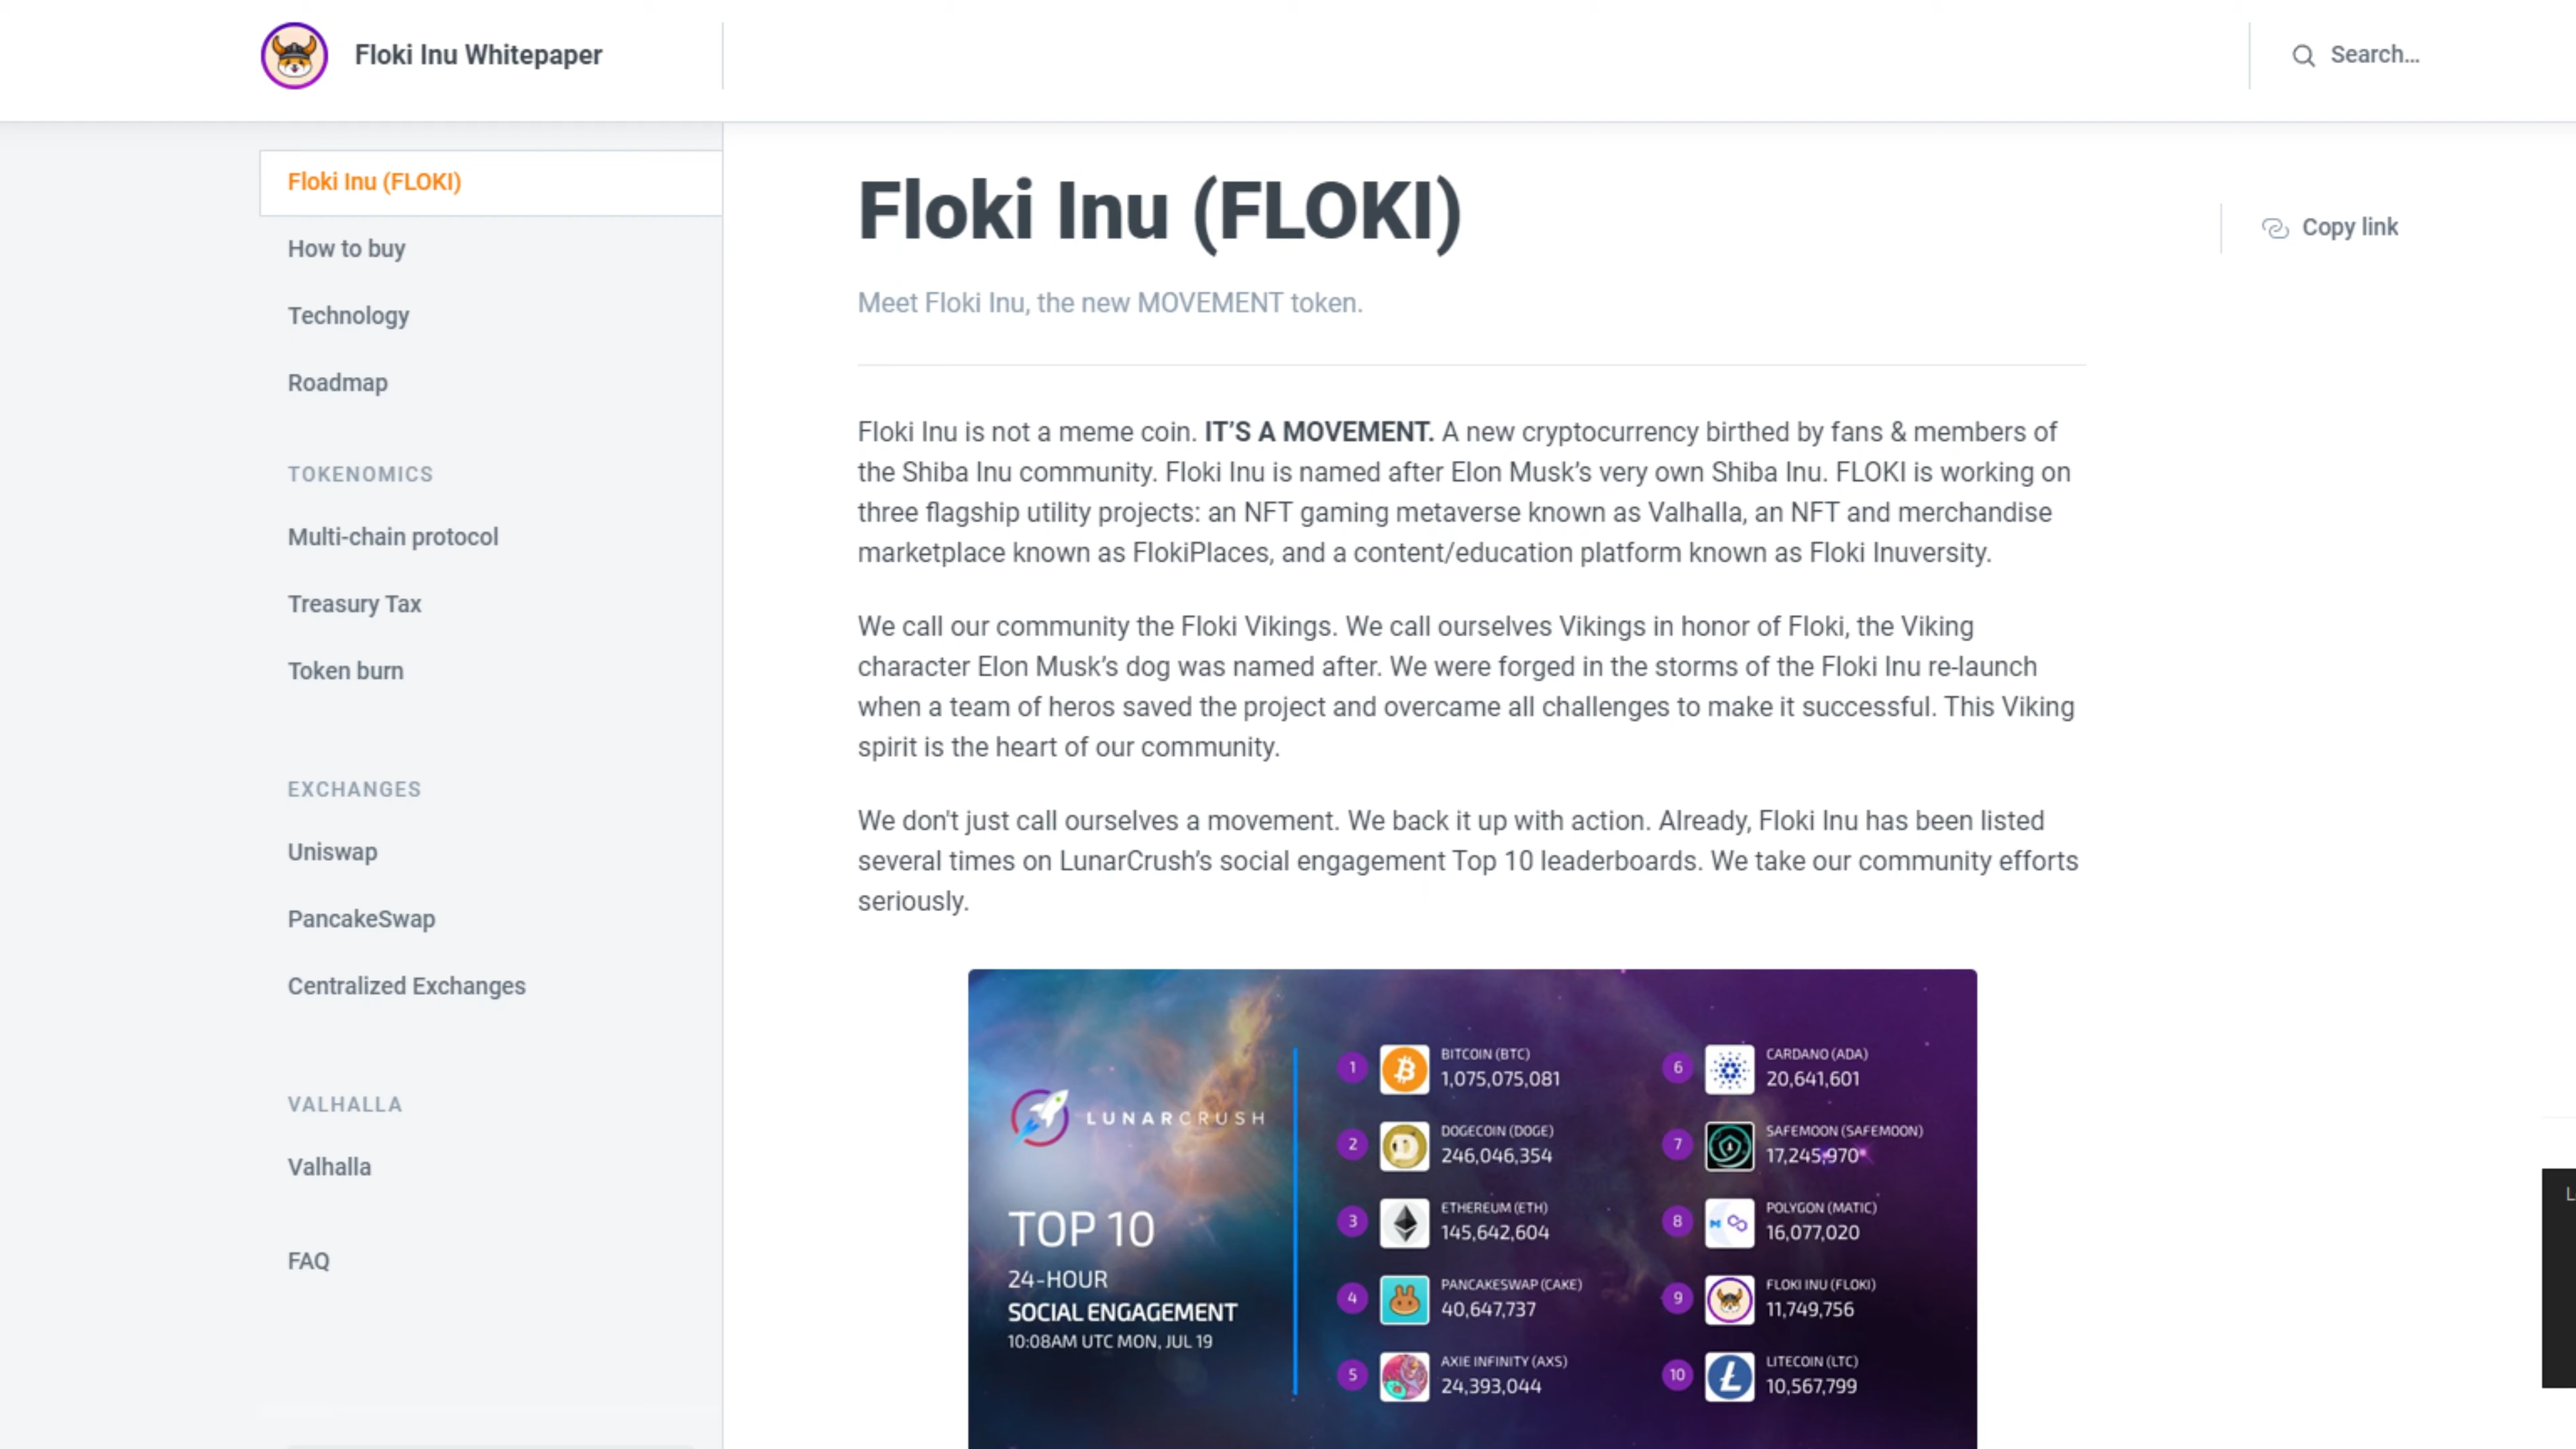 Floki Inu Whitepaper
Search...
Floki Inu (FLOKI)
How to buy
Technology
Roadmap
TOKENOMICS
Multi-chain protocol
Treasury Tax
Token burn
EXCHANGES
Uniswap
PancakeSwap
Centralized Exchanges
VALHALLA
Valhalla
FAQ
Floki Inu (FLOKI)
Copy link
Meet Floki Inu, the new MOVEMENT token.
Floki Inu is not a meme coin. IT’S A MOVEMENT. A new cryptocurrency birthed by fans & members of
the Shiba Inu community. Floki Inu is named after Elon Musk’s very own Shiba Inu. FLOKI is working on
three flagship utility projects: an NFT gaming metaverse known as Valhalla, an NFT and merchandise
marketplace known as FlokiPlaces, and a content/education platform known as Floki Inuversity.
We call our community the Floki Vikings. We call ourselves Vikings in honor of Floki, the Viking
character Elon Musk’s dog was named after. We were forged in the storms of the Floki Inu re-launch
when a team of heros saved the project and overcame all challenges to make it successful. This Viking
spirit is the heart of our community.
We don't just call ourselves a movement. We back it up with action. Already, Floki Inu has been listed
several times on LunarCrush’s social engagement Top 10 leaderboards. We take our community efforts
seriously.
LUNARCRUSH
TOP 10
24-HOUR
SOCIAL ENGAGEMENT
10:08AM UTC MON, JUL 19
1
BITCOIN (BTC)
1,075,075,081
2
DOGECOIN (DOGE)
246,046,354
3
ETHEREUM (ETH)
145,642,604
4
PANCAKESWAP (CAKE)
40,647,737
5
AXIE INFINITY (AXS)
24,393,044
6
CARDANO (ADA)
20,641,601
7
SAFEMOON (SAFEMOON)
17,245,970
8
POLYGON (MATIC)
16,077,020
9
FLOKI INU (FLOKI)
11,749,756
10
LITECOIN (LTC)
10,567,799